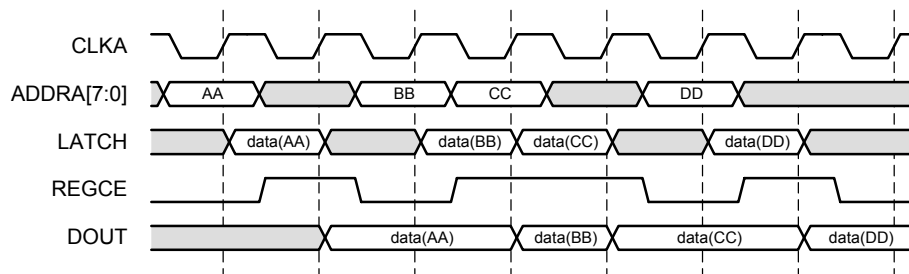 CLKA
ADDRA[7:0] AA BB CC DD
LATCH data(AA) data(BB) data(CC) data(DD)
REGCE
DOUT data(AA) data(BB) data(CC) data(DD)